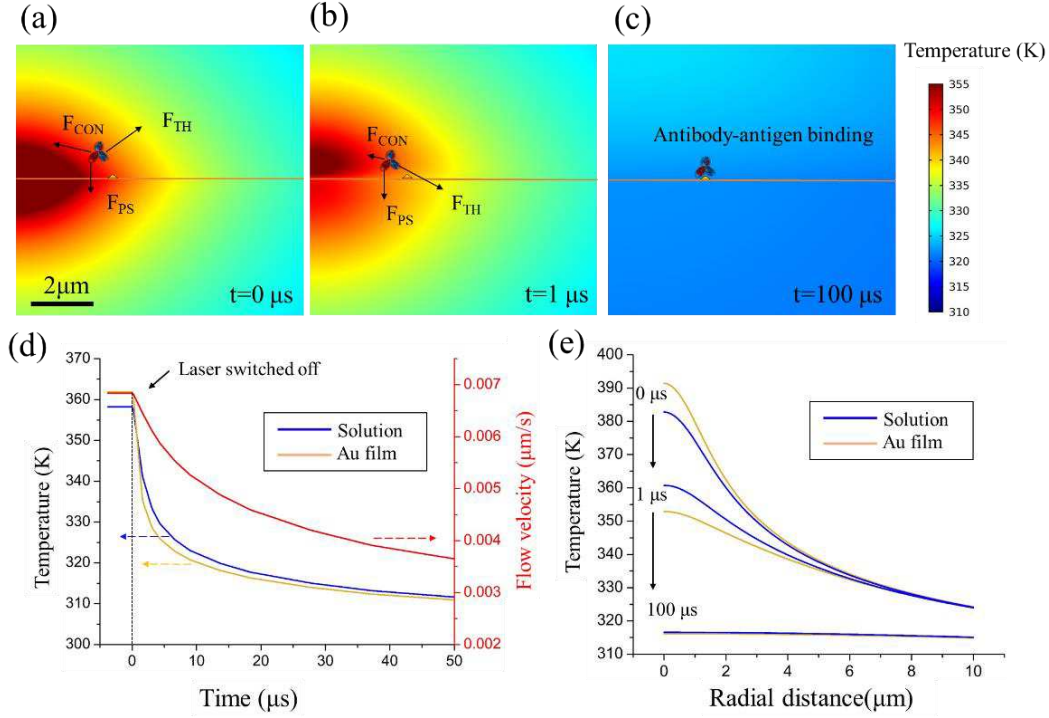 (a)
(b)
(c)
Temperature (K)
F_CON
F_TH
F_PS
2μm
t=0 μs
F_CON
F_TH
F_PS
t=1 μs
Antibody-antigen binding
t=100 μs
355
350
345
340
335
330
325
320
315
310
(d)
Laser switched off
Solution
Au film
Temperature (K)
370
360
350
340
330
320
310
300
0
10
20
30
40
50
Time (μs)
0.007
0.006
0.005
0.004
0.003
0.002
Flow velocity (μm/s)
(e)
0 μs
1 μs
100 μs
Solution
Au film
Temperature (K)
400
390
380
370
360
350
340
330
320
310
0
2
4
6
8
10
Radial distance(μm)